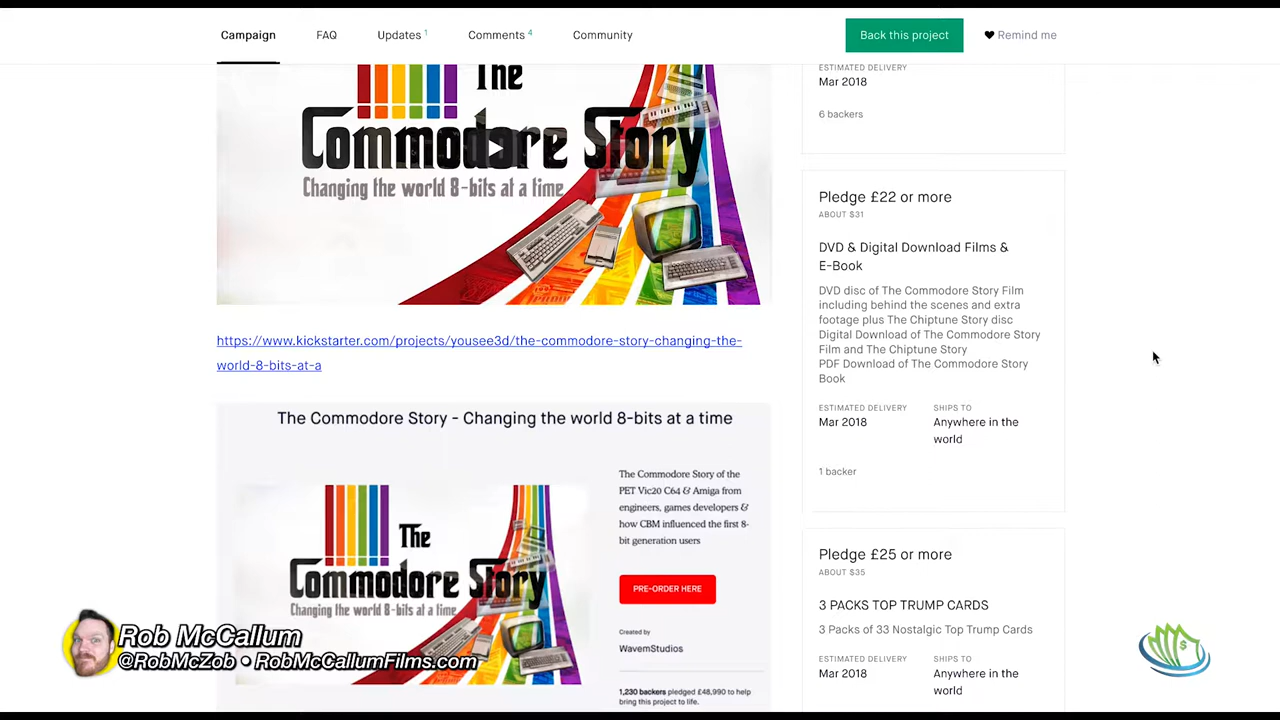 Campaign
FAQ
Updates 1
Comments 4
Community
Back this project
Remind me
The
Commodore Story
Changing the world 8-bits at a time
https://www.kickstarter.com/projects/yousee3d/the-commodore-story-changing-the-
world-8-bits-at-a
The Commodore Story - Changing the world 8-bits at a time
The
Commodore Story
Changing the world 8-bits at a time
The Commodore Story of the
PET Vic20 C64 & Amiga from
engineers, games developers &
how CBM influenced the first 8-
bit generation users
PRE-ORDER HERE
Created by
WavemStudios
1,230 backers pledged £48,990 to help
bring this project to life.
ESTIMATED DELIVERY
Mar 2018
6 backers
Pledge £22 or more
ABOUT $31
DVD & Digital Download Films &
E-Book
DVD disc of The Commodore Story Film
including behind the scenes and extra
footage plus The Chiptune Story disc
Digital Download of The Commodore Story
Film and The Chiptune Story
PDF Download of The Commodore Story
Book
ESTIMATED DELIVERY
Mar 2018
SHIPS TO
Anywhere in the
world
1 backer
Pledge £25 or more
ABOUT $35
3 PACKS TOP TRUMP CARDS
3 Packs of 33 Nostalgic Top Trump Cards
ESTIMATED DELIVERY
Mar 2018
SHIPS TO
Anywhere in the
world
Rob McCallum
@RobMcZob • RobMcCallumFilms.com
$